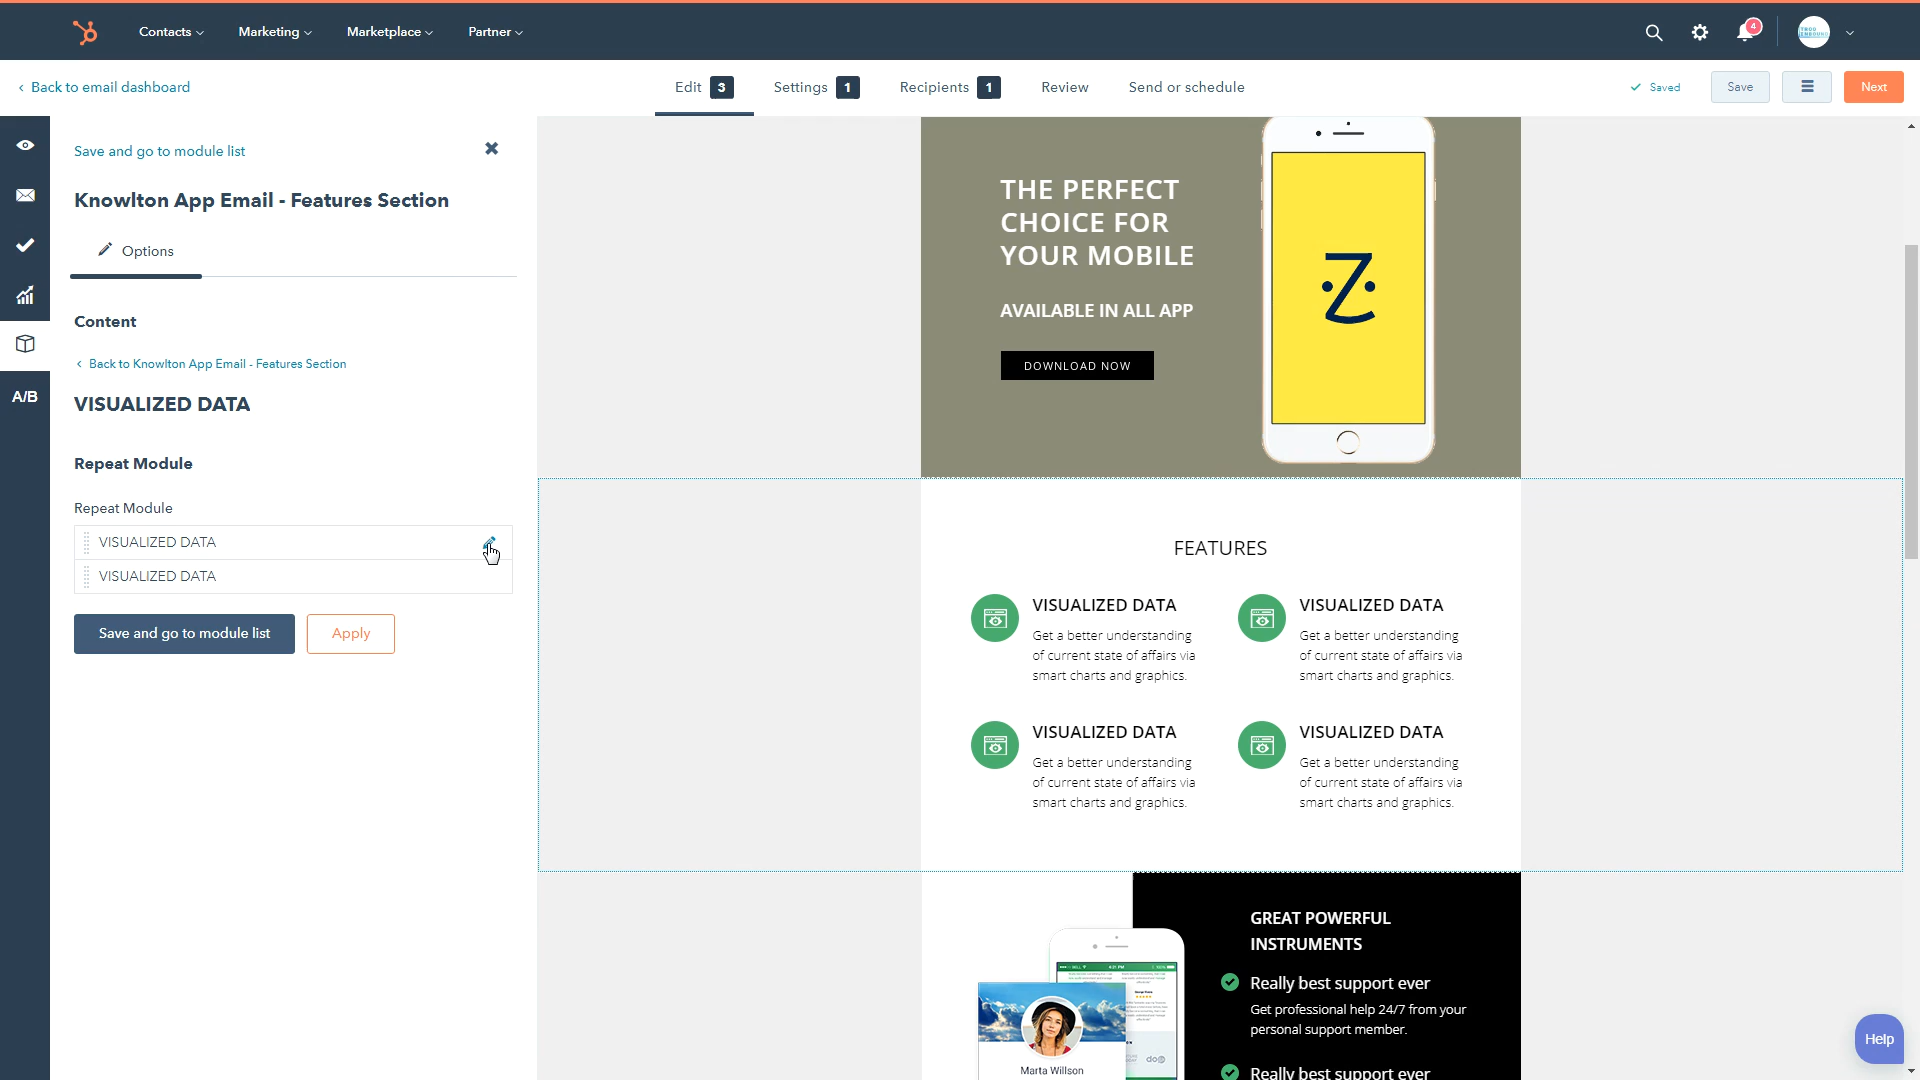 Contacts
Marketing
Marketplace
Partner
4
Back to email dashboard
Edit 3
Settings 1
Recipients 1
Review
Send or schedule
Saved
Save
Next
Save and go to module list
Knowlton App Email - Features Section
Options
Content
Back to Knowlton App Email - Features Section
A/B
VISUALIZED DATA
Repeat Module
Repeat Module
VISUALIZED DATA
VISUALIZED DATA
Save and go to module list
Apply
THE PERFECT
CHOICE FOR
YOUR MOBILE
AVAILABLE IN ALL APP
DOWNLOAD NOW
Z
FEATURES
VISUALIZED DATA
Get a better understanding
of current state of affairs via
smart charts and graphics.
VISUALIZED DATA
Get a better understanding
of current state of affairs via
smart charts and graphics.
VISUALIZED DATA
Get a better understanding
of current state of affairs via
smart charts and graphics.
VISUALIZED DATA
Get a better understanding
of current state of affairs via
smart charts and graphics.
GREAT POWERFUL
INSTRUMENTS
Really best support ever
Get professional help 24/7 from your
personal support member.
Really best support ever
4:21 PM
Marta Willson
Help